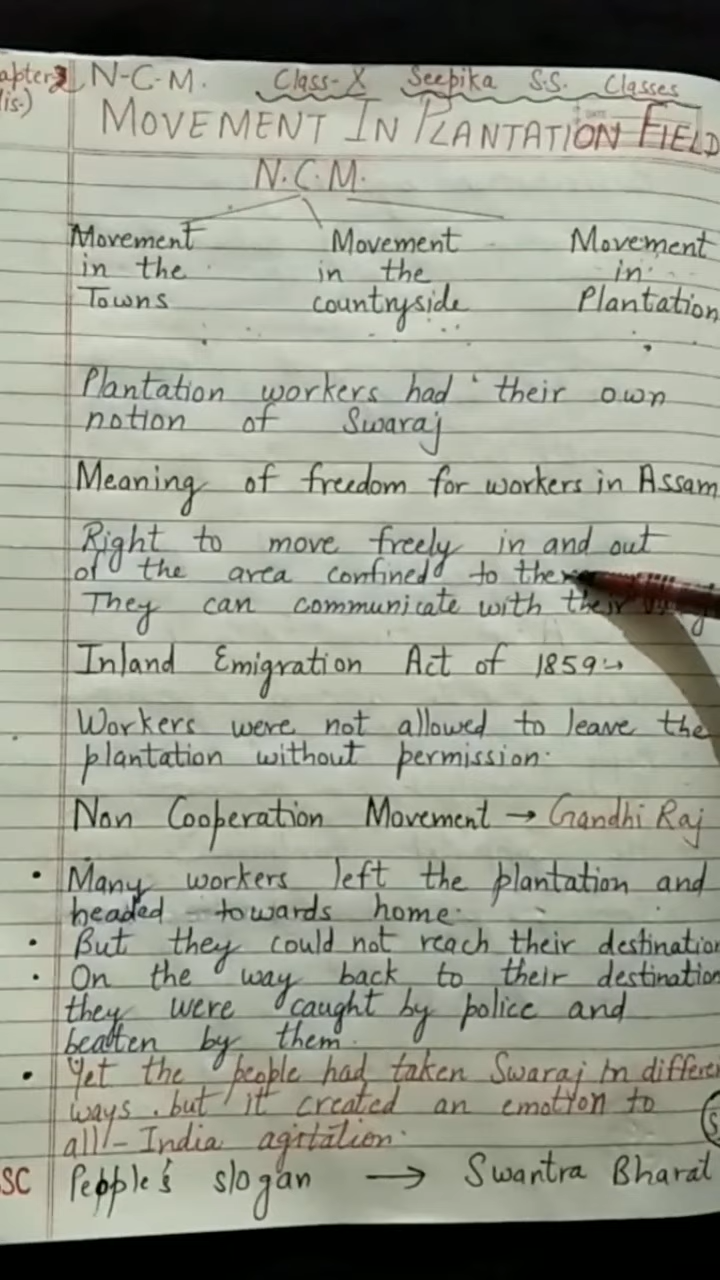 N-C-M. Class-X Seepika S.S. Classes
MOVEMENT IN PLANTATION FIELD
N.C.M.
Movement Movement Movement
in the in the in
Towns countryside Plantation
Plantation workers had their own
notion of Swaraj
Meaning of freedom for workers in Assam
Right to move freely in and out
of the area confined to
They can communicate with their
Inland Emigration Act of 1859
Workers were not allowed to leave the
plantation without permission.
Non Cooperation Movement → Gandhi Raj
• Many workers left the plantation and
headed towards home.
• But they could not reach their destination
• On the way back to their destination
they were caught by police and
beatten by them.
• Yet the people had taken Swaraj in differen
ways. but it created an emotion to
all-India agitation.
SC People's slogan → Swantra Bharat